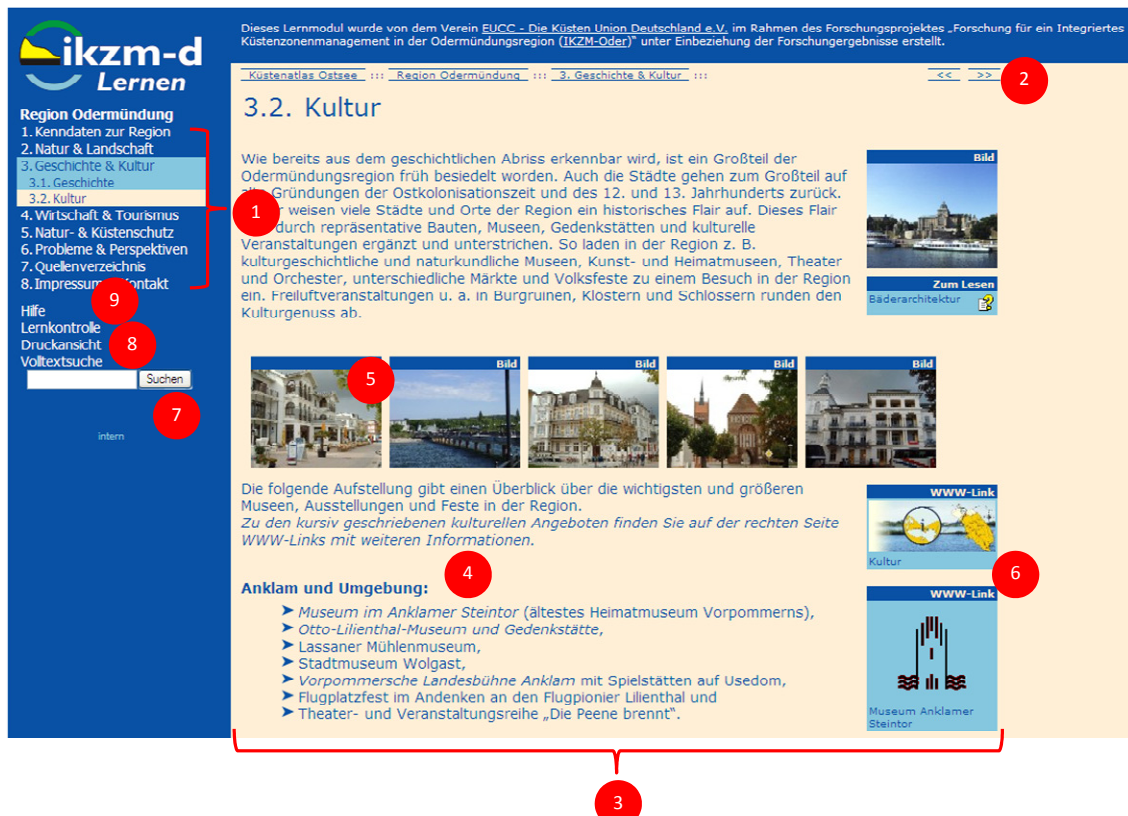 ikzm-d
Lernen
Region Odermündung
1. Kenndaten zur Region
2. Natur & Landschaft
3. Geschichte & Kultur
3.1. Geschichte
3.2. Kultur
4. Wirtschaft & Tourismus
5. Natur- & Küstenschutz
6. Probleme & Perspektiven
7. Quellenverzeichnis
8. Impressum Kontakt
Hilfe
Lernkontrolle
Druckansicht
Volltextsuche
Suchen
intern
1
9
8
7
Dieses Lernmodul wurde von dem Verein EUCC - Die Küsten Union Deutschland e.V. im Rahmen des Forschungsprojektes „Forschung für ein Integriertes
Küstenzonenmanagement in der Odermündungsregion (IKZM-Oder)" unter Einbeziehung der Forschungergebnisse erstellt.
Küstenatlas Ostsee ::: Region Odermündung ::: 3. Geschichte & Kultur :::
<< >>
2
3.2. Kultur
Wie bereits aus dem geschichtlichen Abriss erkennbar wird, ist ein Großteil der
Odermündungsregion früh besiedelt worden. Auch die Städte gehen zum Großteil auf
alte Gründungen der Ostkolonisationszeit und des 12. und 13. Jahrhunderts zurück.
weisen viele Städte und Orte der Region ein historisches Flair auf. Dieses Flair
durch repräsentative Bauten, Museen, Gedenkstätten und kulturelle
Veranstaltungen ergänzt und unterstrichen. So laden in der Region z. B.
kulturgeschichtliche und naturkundliche Museen, Kunst- und Heimatmuseen, Theater
und Orchester, unterschiedliche Märkte und Volksfeste zu einem Besuch in der Region
ein. Freiluftveranstaltungen u. a. in Burgruinen, Klöstern und Schlössern runden den
Kulturgenuss ab.
Bild
Zum Lesen
Bäderarchitektur
5
Bild
Bild
Bild
Bild
Die folgende Aufstellung gibt einen Überblick über die wichtigsten und größeren
Museen, Ausstellungen und Feste in der Region.
Zu den kursiv geschriebenen kulturellen Angeboten finden Sie auf der rechten Seite
WWW-Links mit weiteren Informationen.
4
Anklam und Umgebung:
➤ Museum im Anklamer Steintor (ältestes Heimatmuseum Vorpommerns),
➤ Otto-Lilienthal-Museum und Gedenkstätte,
➤ Lassaner Mühlenmuseum,
➤ Stadtmuseum Wolgast,
➤ Vorpommersche Landesbühne Anklam mit Spielstätten auf Usedom,
➤ Flugplatzfest im Andenken an den Flugpionier Lilienthal und
➤ Theater- und Veranstaltungsreihe „Die Peene brennt".
WWW-Link
Kultur
6
WWW-Link
Museum Anklamer
Steintor
3